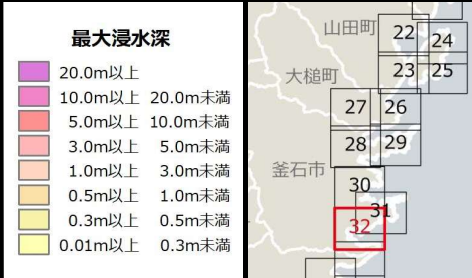 最大浸水深
20.0m以上
10.0m以上 20.0m未満
5.0m以上 10.0m未満
3.0m以上 5.0m未満
1.0m以上 3.0m未満
0.5m以上 1.0m未満
0.3m以上 0.5m未満
0.01m以上 0.3m未満
山田町
22
24
大槌町
23
25
27
26
28
29
釜石市
30
31
32